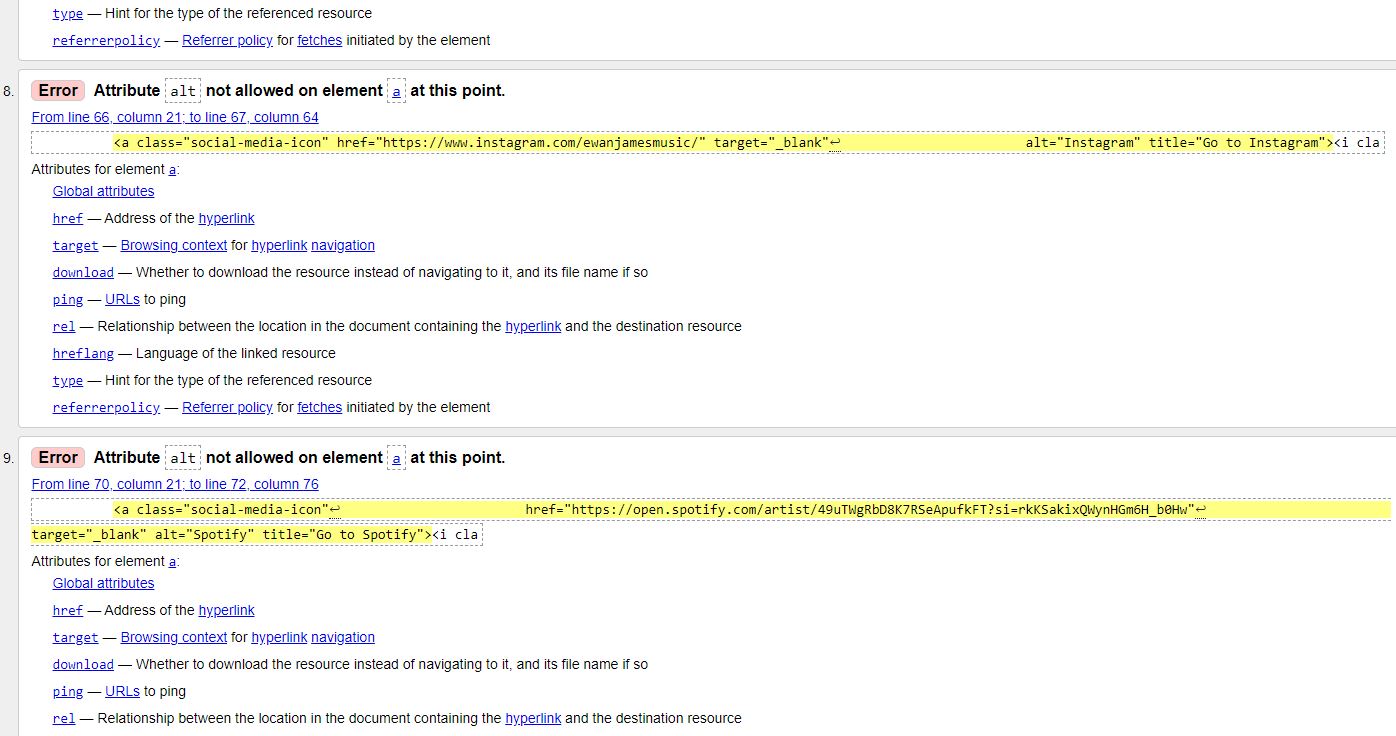 type — Hint for the type of the referenced resource
referrerpolicy — Referrer policy for fetches initiated by the element
8. Error Attribute alt not allowed on element a at this point.
From line 66, column 21; to line 67, column 64
<a class="social-media-icon" href="https://www.instagram.com/ewanjamesmusic/" target="_blank"↩ alt="Instagram" title="Go to Instagram"><i cla
Attributes for element a:
Global attributes
href — Address of the hyperlink
target — Browsing context for hyperlink navigation
download — Whether to download the resource instead of navigating to it, and its file name if so
ping — URLs to ping
rel — Relationship between the location in the document containing the hyperlink and the destination resource
hreflang — Language of the linked resource
type — Hint for the type of the referenced resource
referrerpolicy — Referrer policy for fetches initiated by the element
9. Error Attribute alt not allowed on element a at this point.
From line 70, column 21; to line 72, column 76
<a class="social-media-icon"↩ href="https://open.spotify.com/artist/49uTWgRbD8K7RSeApufkFT?si=rkKSakixQWynHGm6H_b0Hw"↩
target="_blank" alt="Spotify" title="Go to Spotify"><i cla
Attributes for element a:
Global attributes
href — Address of the hyperlink
target — Browsing context for hyperlink navigation
download — Whether to download the resource instead of navigating to it, and its file name if so
ping — URLs to ping
rel — Relationship between the location in the document containing the hyperlink and the destination resource